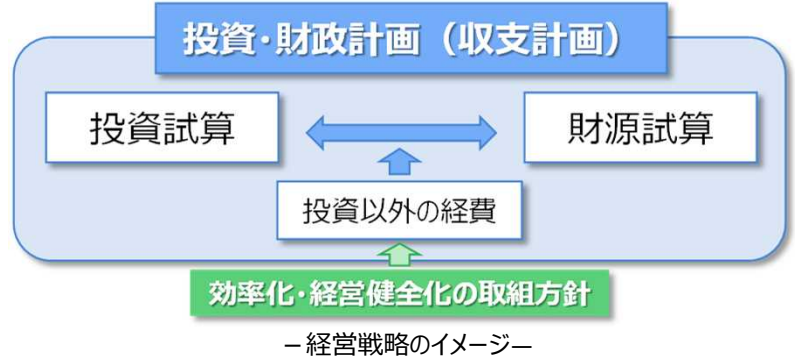 投資・財政計画（収支計画）
投資試算
財源試算
投資以外の経費
効率化・経営健全化の取組方針
－経営戦略のイメージ―